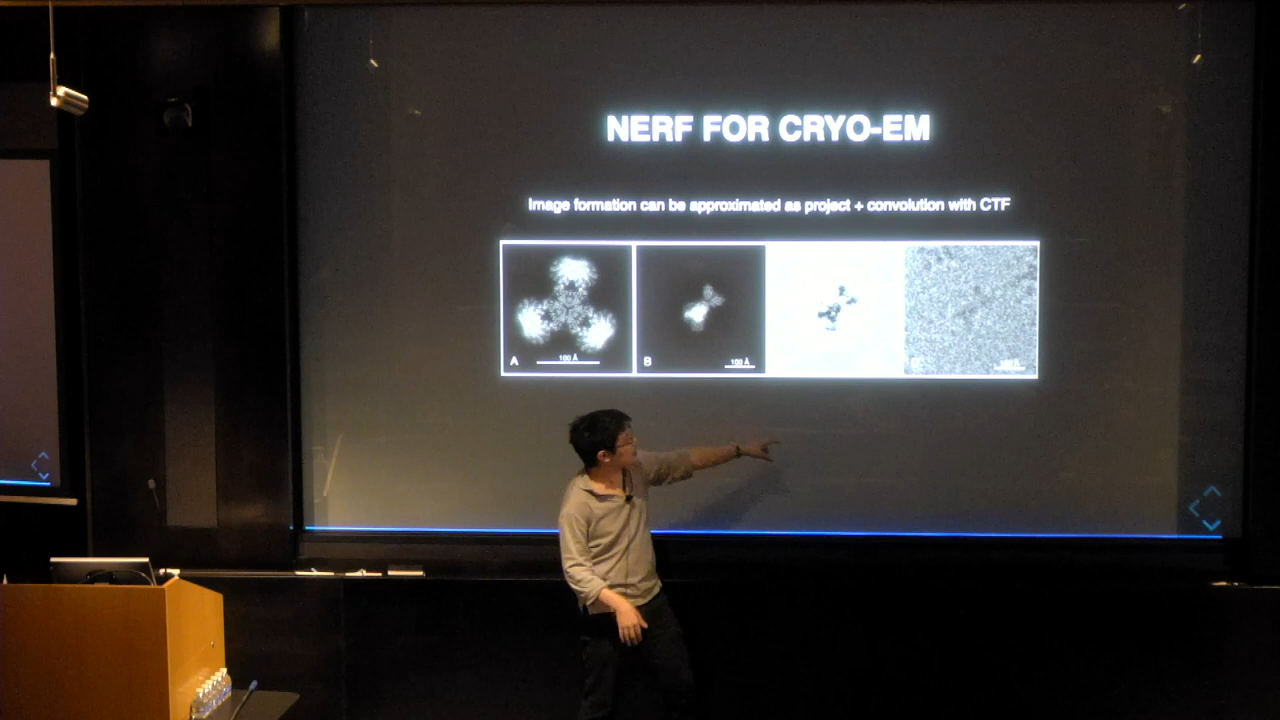 NERF FOR CRYO-EM
Image formation can be approximated as project + convolution with CTF
A
100 Å
B
100 Å